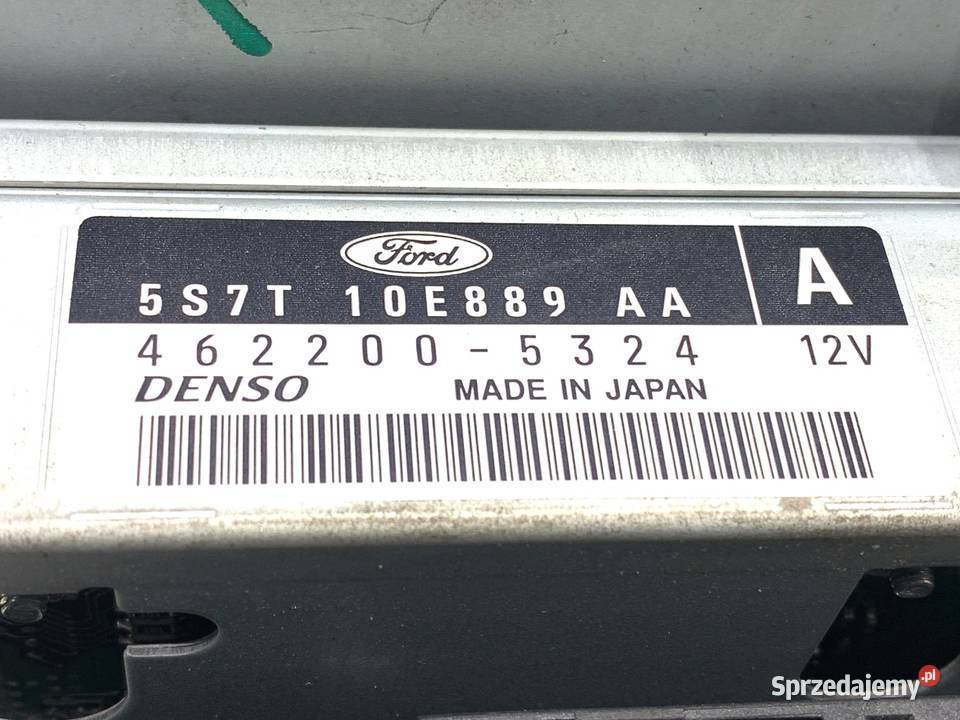 Ford
5S7T 10E889 AA A
462200-5324 12V
DENSO MADE IN JAPAN
Sprzedajemy.pl